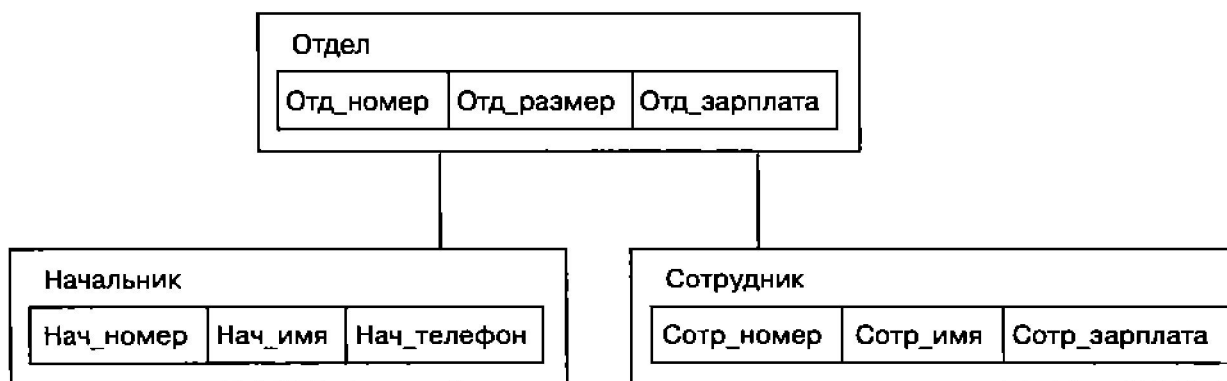 Отдел
Отд_номер Отд_размер Отд_зарплата
Начальник
Нач_номер Нач_имя Нач_телефон
Сотрудник
Сотр_номер Сотр_имя Сотр_зарплата